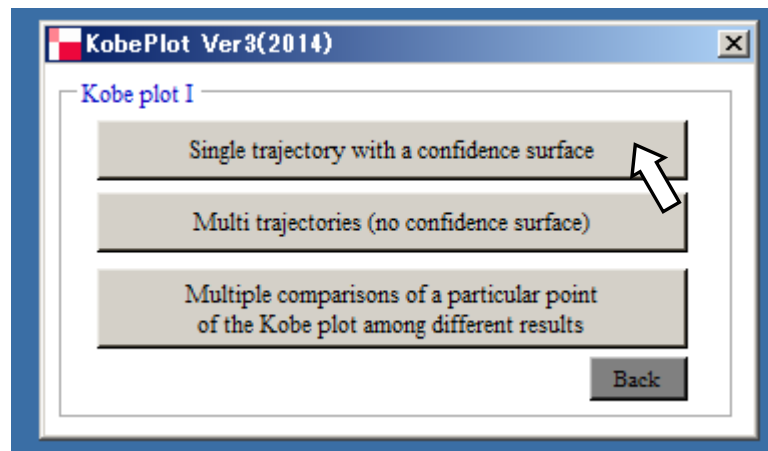 KobePlot Ver3(2014)
Kobe plot I
Single trajectory with a confidence surface
Multi trajectories (no confidence surface)
Multiple comparisons of a particular point
of the Kobe plot among different results
Back